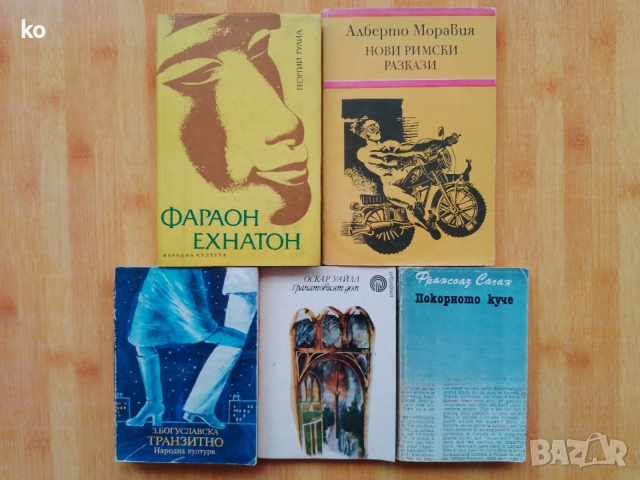 ko
ГЕОРГИЙ ГУЛИА
ФАРАОН
ЕХНАТОН
НАРОДНА КУЛТУРА
Алберто Моравия
НОВИ РИМСКИ
РАЗКАЗИ
З. БОГУСЛАВСКА
ТРАНЗИТНО
Народна култура
ОСКАР УАЙЛД
Гранатовият дом
Франсоаз Саган
Покорното куче
BAZAR